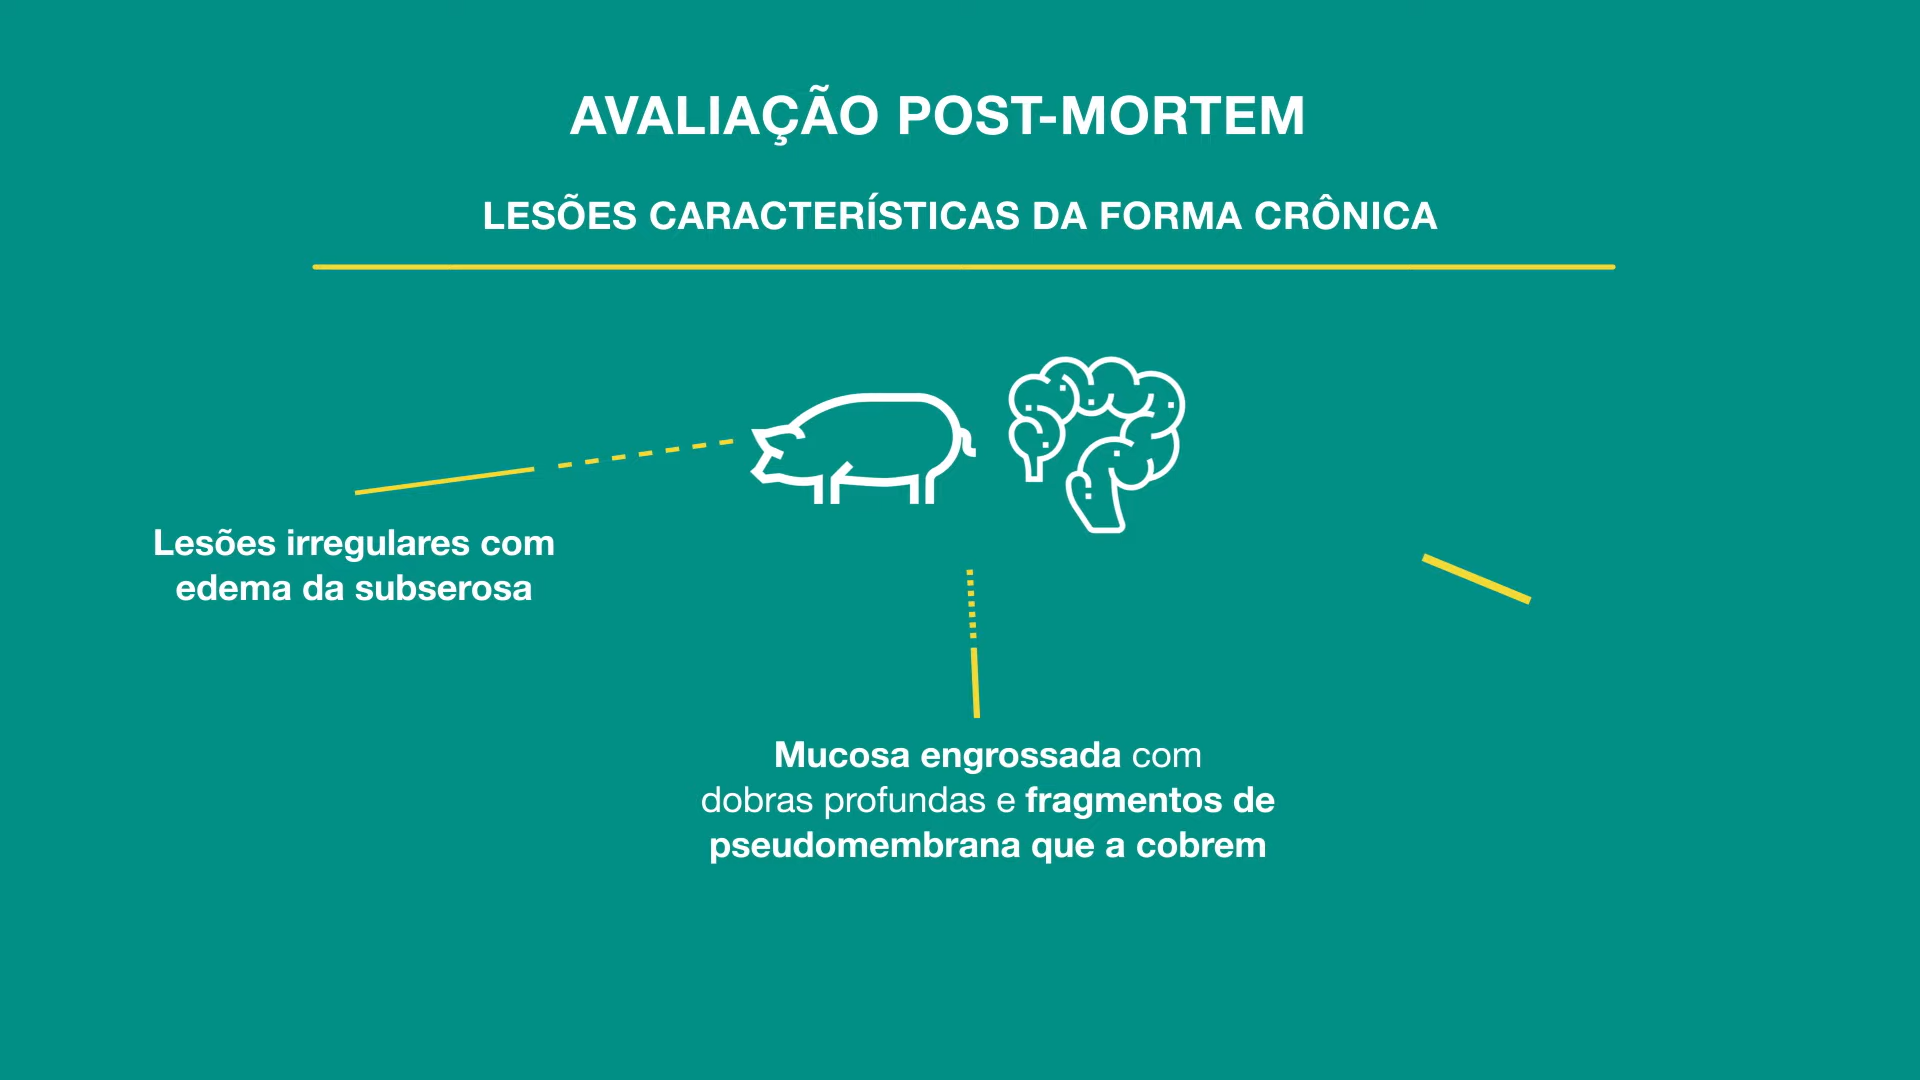 AVALIAÇÃO POST-MORTEM
LESÕES CARACTERÍSTICAS DA FORMA CRÔNICA
Lesões irregulares com
edema da subserosa
Mucosa engrossada com
dobras profundas e fragmentos de
pseudomembrana que a cobrem